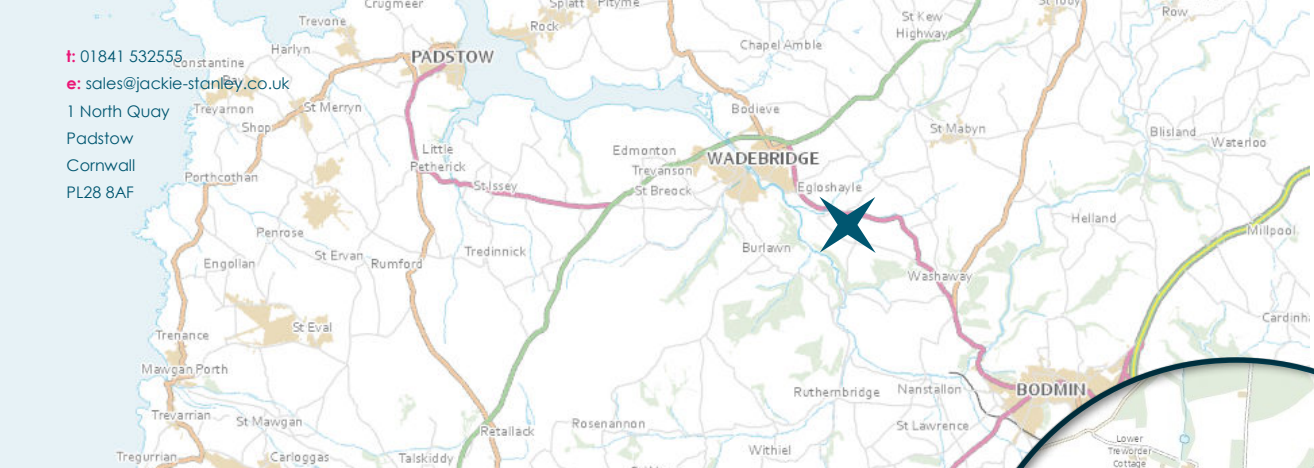 t: 01841 532555
e: sales@jackie-stanley.co.uk
1 North Quay
Padstow
Cornwall
PL28 8AF
Crugmeer
Pityme
Trevone
Rock
St Kew
Highway
Row
Harlyn
PADSTOW
Chapel Amble
Constantine
Bay
Treyarnon
St Merryn
Bodieve
Shop
St Mabyn
Blisland
Waterloo
Little
Petherick
Edmonton
WADEBRIDGE
Trevanson
Porthcothan
St Issey
St Breock
Egloshayle
Helland
Penrose
Millpool
Engollan
St Ervan
Rumford
Tredinnick
Burlawn
Washaway
St Eval
Trenance
Cardinh
Mawgan Porth
Ruthernbridge
Nanstallon
BODMIN
Trevarrian
St Mawgan
Retallack
Rosenannon
St Lawrence
Tregurrian
Carloggas
Talskiddy
Withiel
Lower
Treworder
Cottage